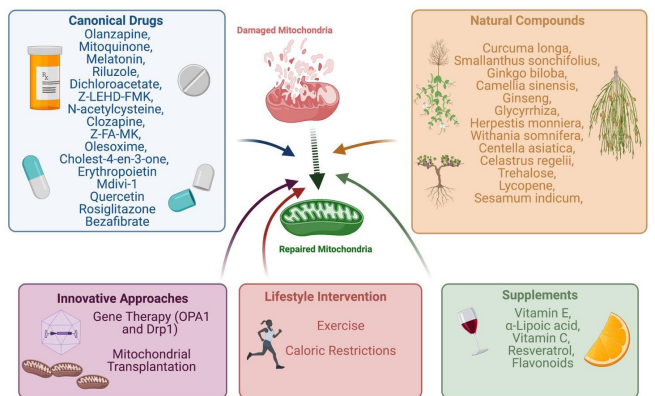 Canonical Drugs
Olanzapine,
Mitoquinone,
Melatonin,
Riluzole,
Dichloroacetate,
Z-LEHD-FMK,
N-acetylcysteine,
Clozapine,
Z-FA-MK,
Olesoxime,
Cholest-4-en-3-one,
Erythropoietin
Mdivi-1
Quercetin
Rosiglitazone
Bezafibrate
Rx
Damaged Mitochondria
Repaired Mitochondria
Natural Compounds
Curcuma longa,
Smallanthus sonchifolius,
Ginkgo biloba,
Camellia sinensis,
Ginseng,
Glycyrrhiza,
Herpestis monniera,
Withania somnifera,
Centella asiatica,
Celastrus regelii,
Trehalose,
Lycopene,
Sesamum indicum,
Innovative Approaches
Gene Therapy (OPA1
and Drp1)
Mitochondrial
Transplantation
Lifestyle Intervention
Exercise
Caloric Restrictions
Supplements
Vitamin E,
α-Lipoic acid,
Vitamin C,
Resveratrol,
Flavonoids